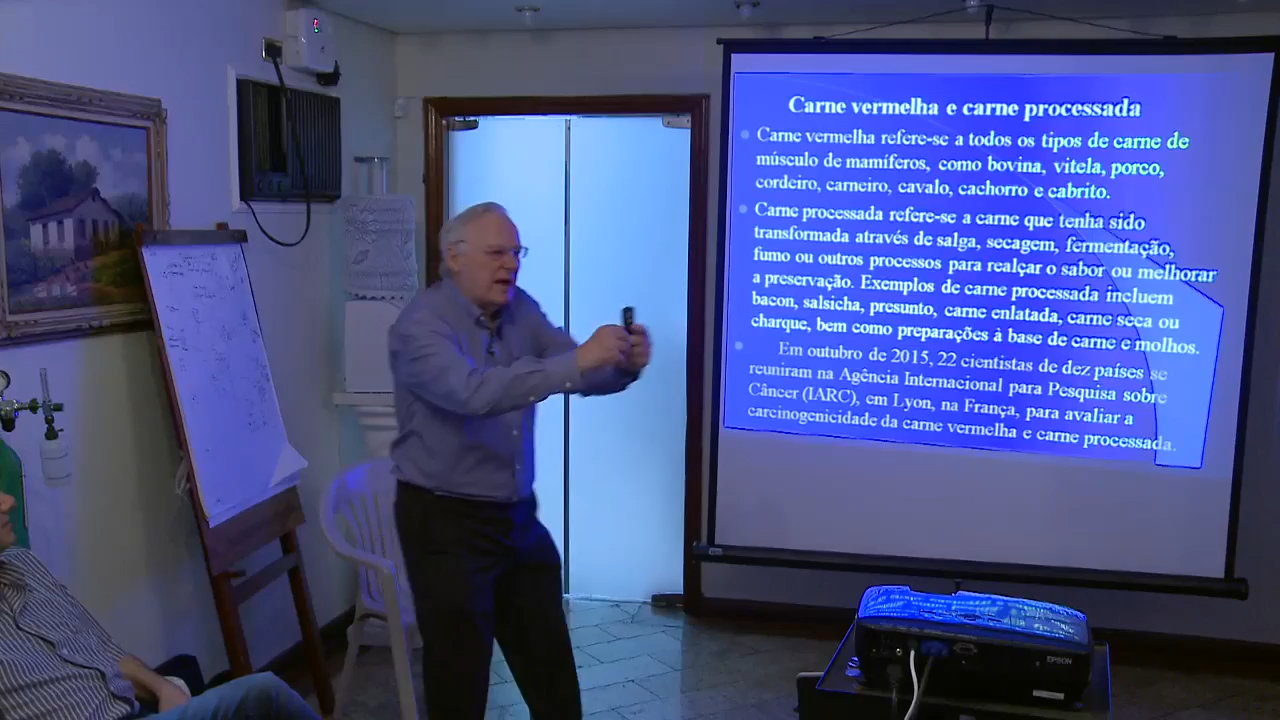 Carne vermelha e carne processada
Carne vermelha refere-se a todos os tipos de carne de
músculo de mamíferos, como bovina, vitela, porco,
cordeiro, carneiro, cavalo, cachorro e cabrito.
Carne processada refere-se a carne que tenha sido
transformada através de salga, secagem, fermentação,
fumo ou outros processos para realçar o sabor ou melhorar
a preservação. Exemplos de carne processada incluem
bacon, salsicha, presunto, carne enlatada, carne seca ou
charque, bem como preparações à base de carne e molhos.
Em outubro de 2015, 22 cientistas de dez países se
reuniram na Agência Internacional para Pesquisa sobre
Câncer (IARC), em Lyon, na França, para avaliar a
carcinogenicidade da carne vermelha e carne processada.
EPSON